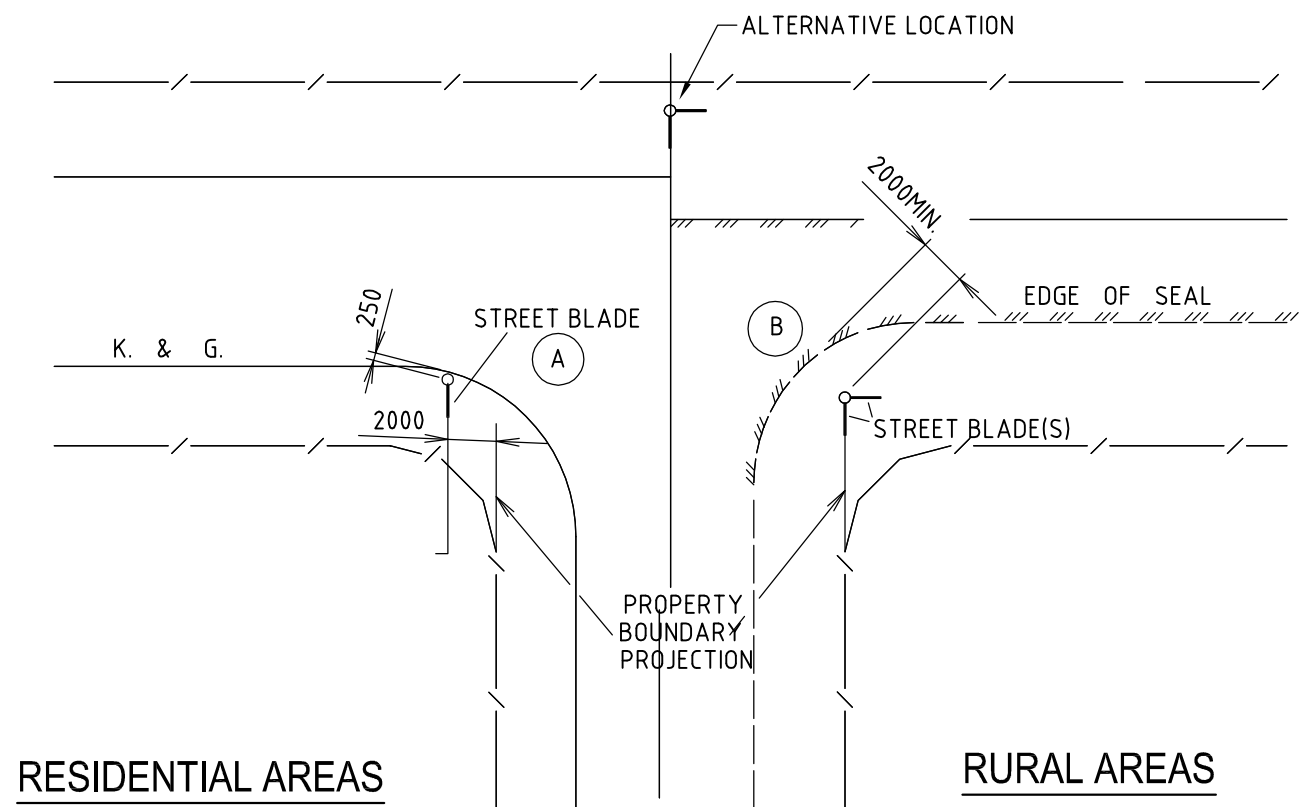 ALTERNATIVE LOCATION
2000MIN.
250
STREET BLADE
EDGE OF SEAL
K. & G.
A
B
2000
STREET BLADE(S)
PROPERTY
BOUNDARY
PROJECTION
RESIDENTIAL AREAS
RURAL AREAS